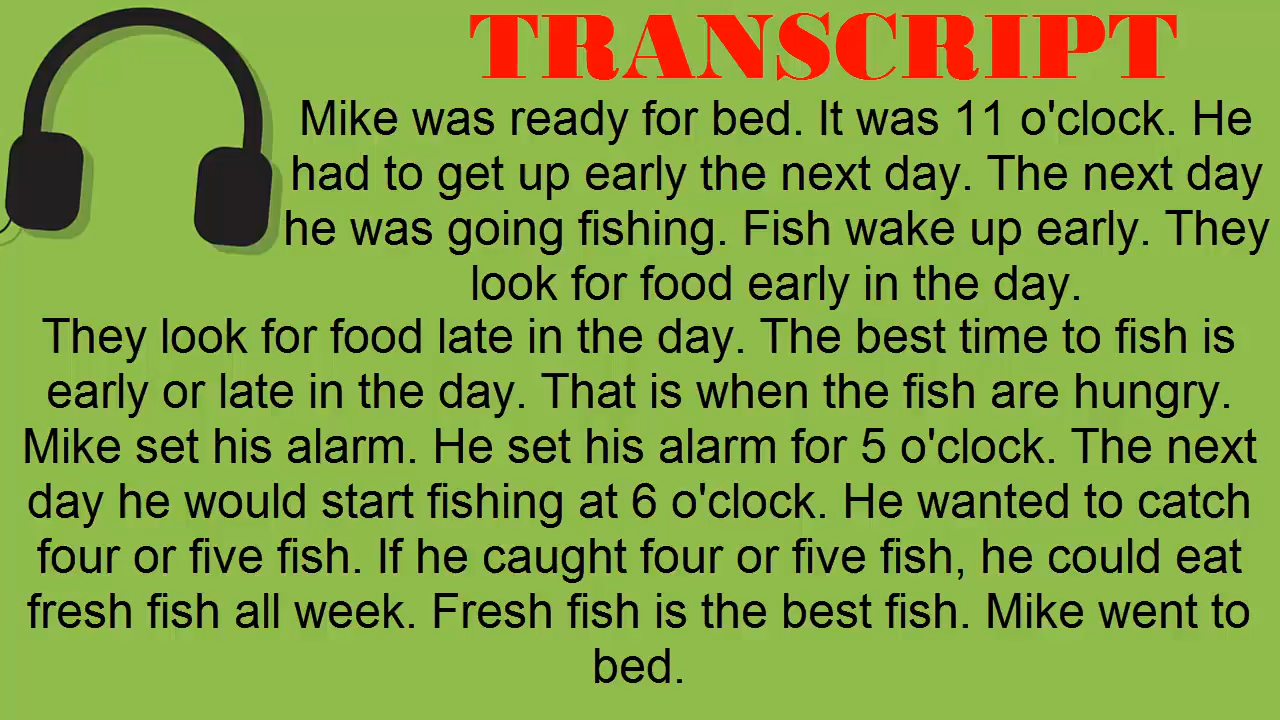 TRANSCRIPT
Mike was ready for bed. It was 11 o'clock. He
had to get up early the next day. The next day
he was going fishing. Fish wake up early. They
look for food early in the day.
They look for food late in the day. The best time to fish is
early or late in the day. That is when the fish are hungry.
Mike set his alarm. He set his alarm for 5 o'clock. The next
day he would start fishing at 6 o'clock. He wanted to catch
four or five fish. If he caught four or five fish, he could eat
fresh fish all week. Fresh fish is the best fish. Mike went to
bed.